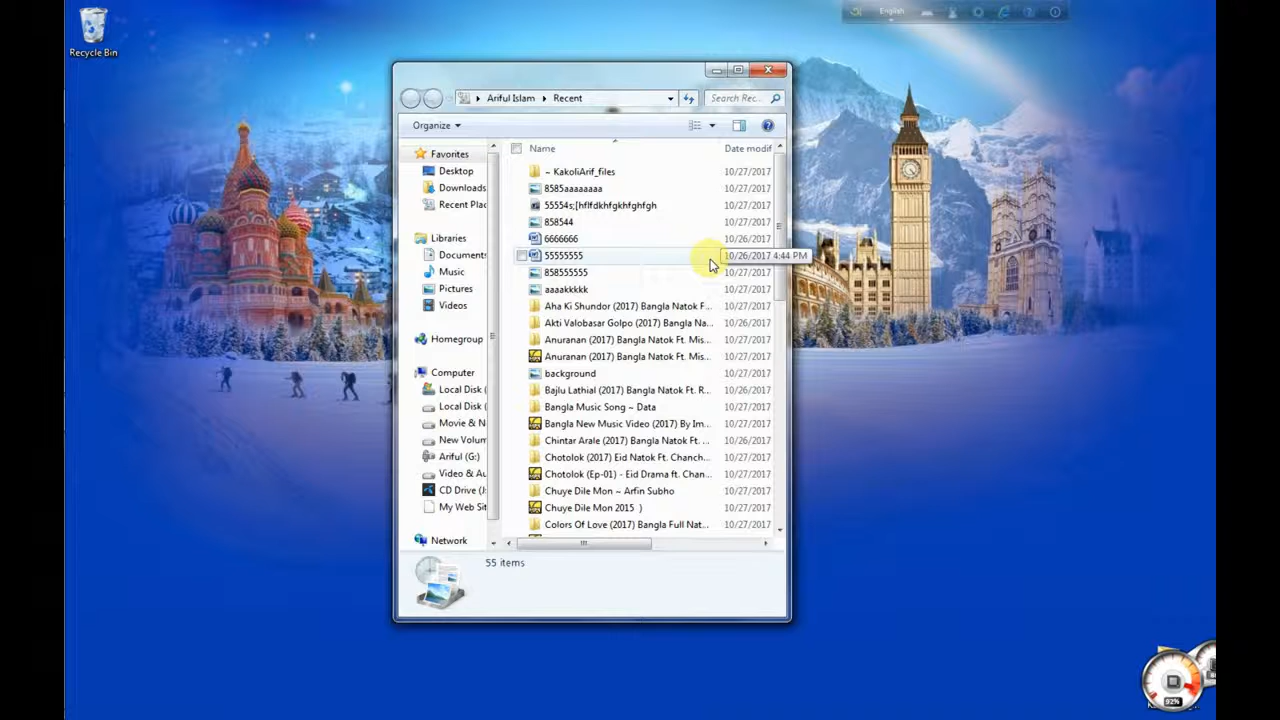 English
Recycle Bin
Ariful Islam
Recent
Search Rec...
Organize
Name
Date modif
Favorites
Desktop
Downloads
Recent Plac
Libraries
Documents
Music
Pictures
Videos
Homegroup
Computer
Local Disk (
Local Disk (
Movie & N
New Volum
Ariful (G:)
Video & Au
CD Drive (I:
My Web Sit
Network
~ KakoliArif_files 10/27/2017
8585aaaaaaaa 10/27/2017
55554s;[hflfdkhfgkhfghfgh 10/27/2017
858544 10/27/2017
6666666 10/26/2017
55555555 10/26/2017 4:44 PM
858555555 10/27/2017
aaaakkkkk 10/27/2017
Aha Ki Shundor (2017) Bangla Natok F... 10/27/2017
Akti Valobasar Golpo (2017) Bangla Na... 10/26/2017
Anuranan (2017) Bangla Natok Ft. Mis... 10/27/2017
Anuranan (2017) Bangla Natok Ft. Mis... 10/27/2017
background 10/27/2017
Bajlu Lathial (2017) Bangla Natok Ft. R... 10/26/2017
Bangla Music Song ~ Data 10/27/2017
Bangla New Music Video (2017) By Im... 10/27/2017
Chintar Arale (2017) Bangla Natok Ft. ... 10/26/2017
Chotolok (2017) Eid Natok Ft. Chanch... 10/27/2017
Chotolok (Ep-01) - Eid Drama ft. Chan... 10/27/2017
Chuye Dile Mon ~ Arfin Subho 10/27/2017
Chuye Dile Mon 2015 ) 10/27/2017
Colors Of Love (2017) Bangla Full Nat... 10/27/2017
55 items
92%